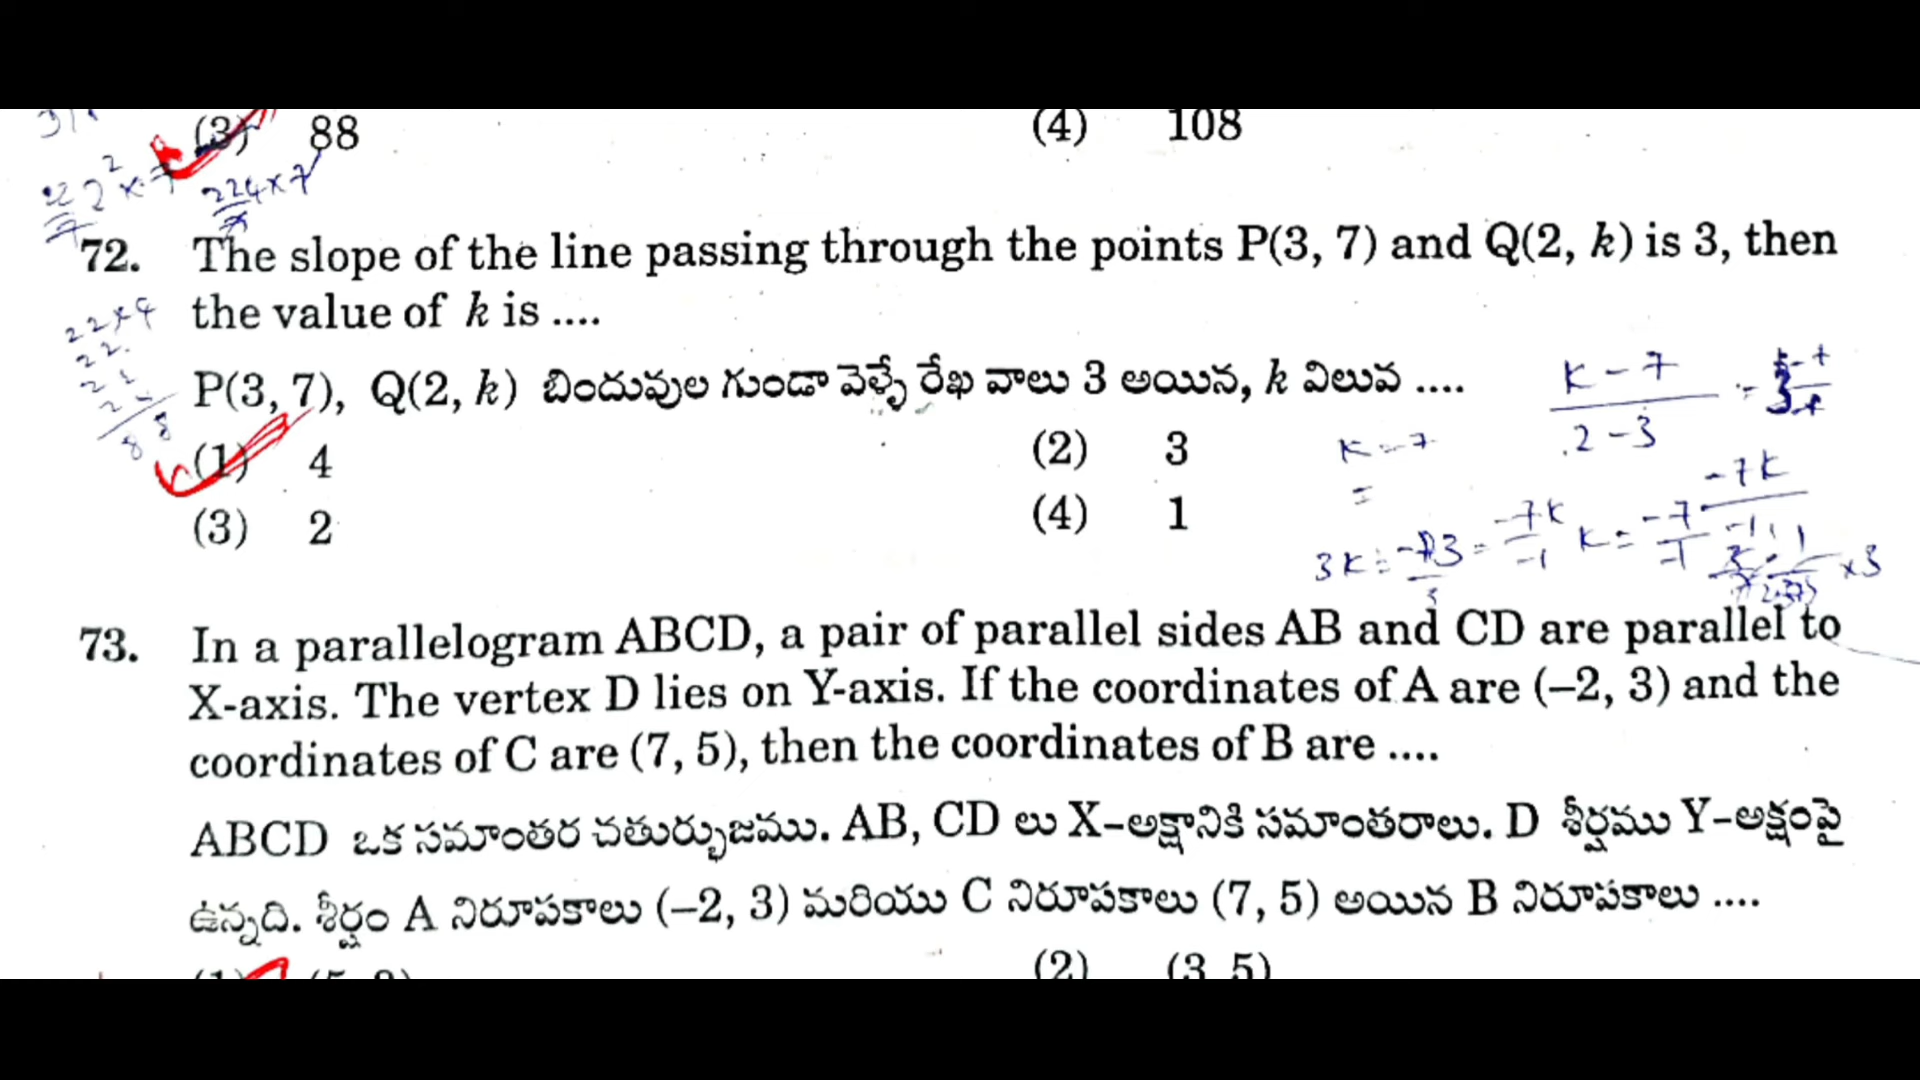 (3) 88 (4) 108
72. The slope of the line passing through the points P(3, 7) and Q(2, k) is 3, then
the value of k is ....
P(3, 7), Q(2, k) బిందువుల గుండా వెళ్ళే రేఖ వాలు 3 అయిన, k విలువ ....
k - 7
2 - 3
(1) 4 (2) 3
(3) 2 (4) 1
73. In a parallelogram ABCD, a pair of parallel sides AB and CD are parallel to
X-axis. The vertex D lies on Y-axis. If the coordinates of A are (–2, 3) and the
coordinates of C are (7, 5), then the coordinates of B are ....
ABCD ఒక సమాంతర చతుర్భుజము. AB, CD లు X–అక్షానికి సమాంతరాలు. D శీర్షము Y–అక్షంపై
ఉన్నది. శీర్షం A నిరూపకాలు (–2, 3) మరియు C నిరూపకాలు (7, 5) అయిన B నిరూపకాలు ....
(2) (3, 5)